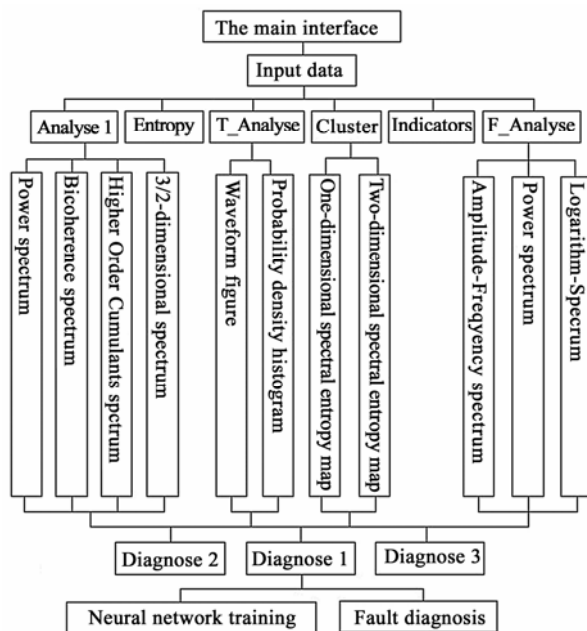 The main interface
Input data
Analyse 1
Entropy
T_Analyse
Cluster
Indicators
F_Analyse
Power spectrum
Bicoherence spectrum
Higher Order Cumulants spctrum
3/2-dimensional spectrum
Waveform figure
Probability density histogram
One-dimensional spectral entropy map
Two-dimensional spectral entropy map
Amplitude-Freqyency spectrum
Power spectrum
Logarithm-Specrum
Diagnose 2
Diagnose 1
Diagnose 3
Neural network training
Fault diagnosis